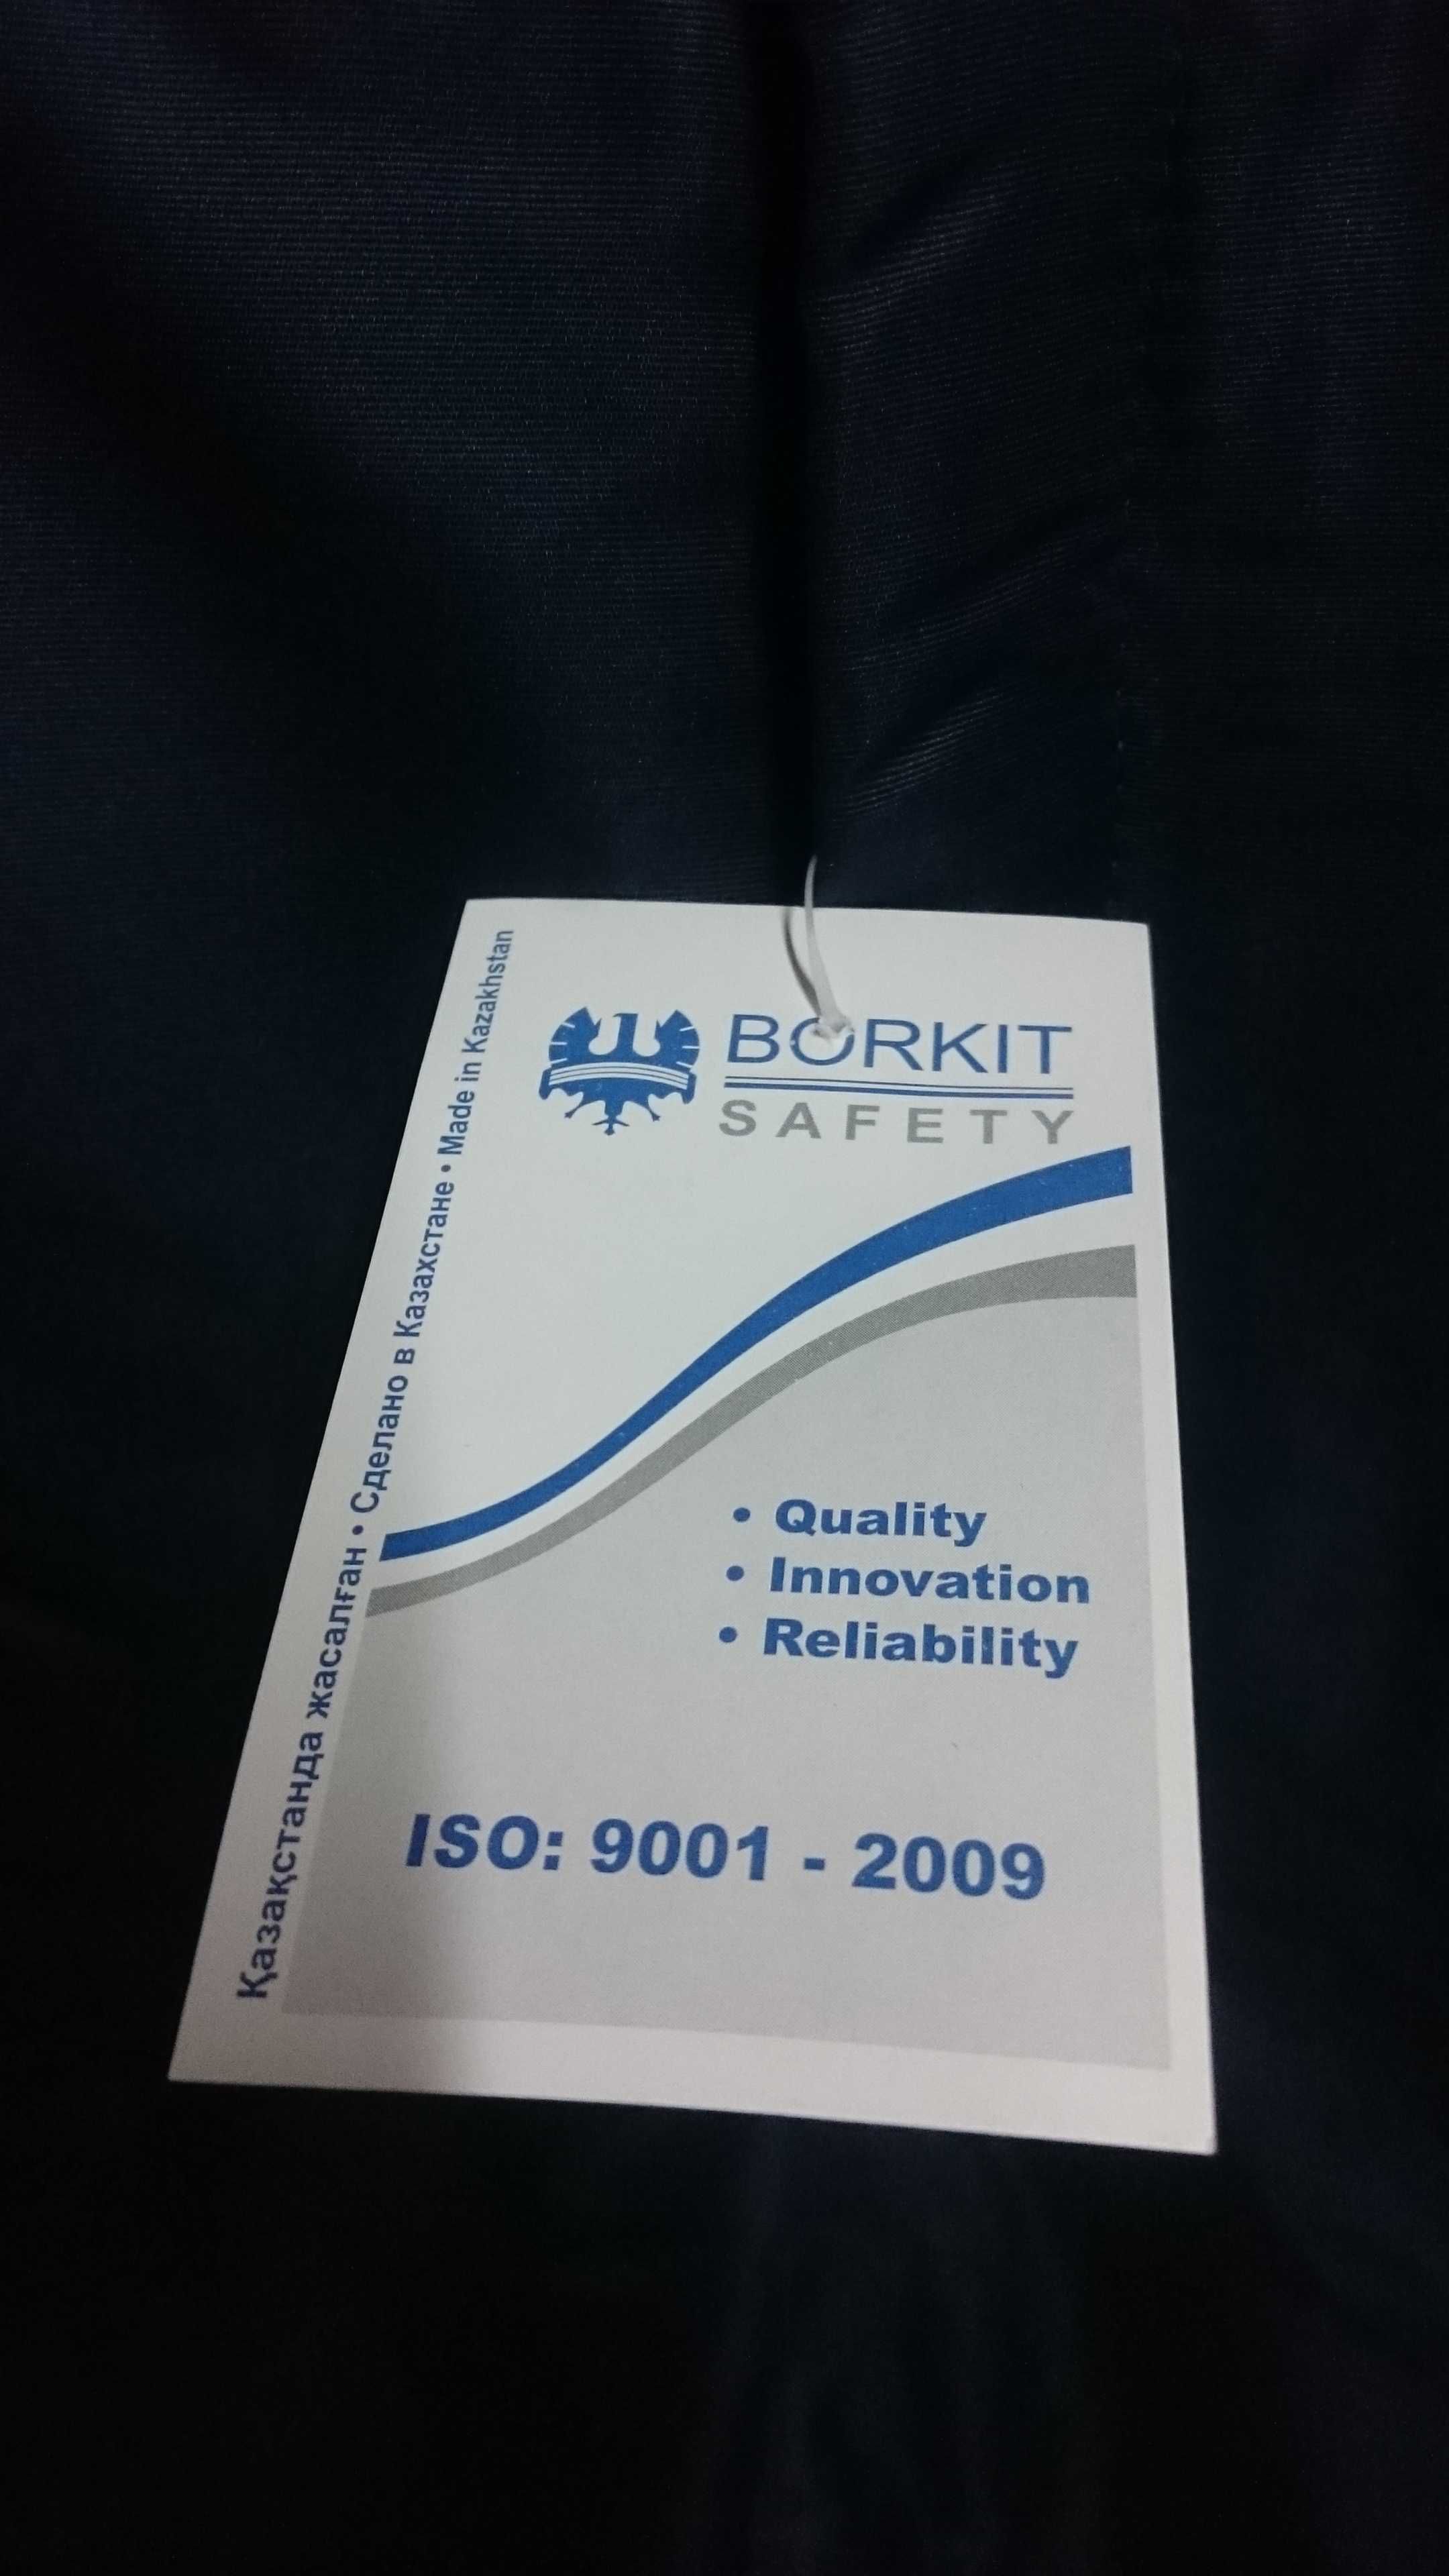 BORKIT
SAFETY
• Quality
• Innovation
• Reliability
ISO: 9001 - 2009
Қазақстанда жасалған • Сделано в Казахстане • Made in Kazakhstan